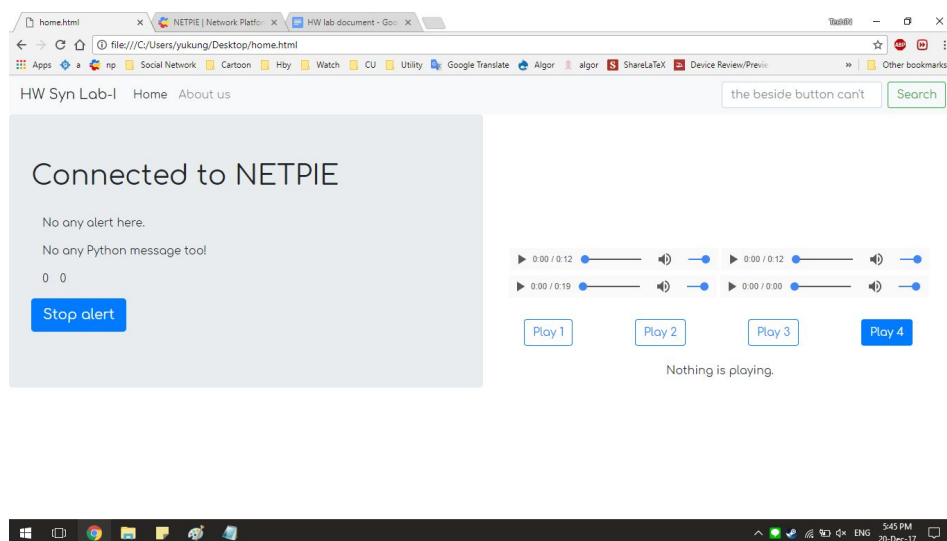 home.html
NETPIE | Network Platfor
HW lab document - Goo
file:///C:/Users/yukung/Desktop/home.html
ABP
Apps a np Social Network Cartoon Hby Watch CU Utility Google Translate Algor algor ShareLaTeX Device Review/Previe » Other bookmarks
HW Syn Lab-I Home About us the beside button can't Search
Connected to NETPIE
No any alert here.
No any Python message too!
0 0
Stop alert
0:00 / 0:12 0:00 / 0:12
0:00 / 0:19 0:00 / 0:00
Play 1 Play 2 Play 3 Play 4
Nothing is playing.
ENG 5:45 PM
20-Dec-17